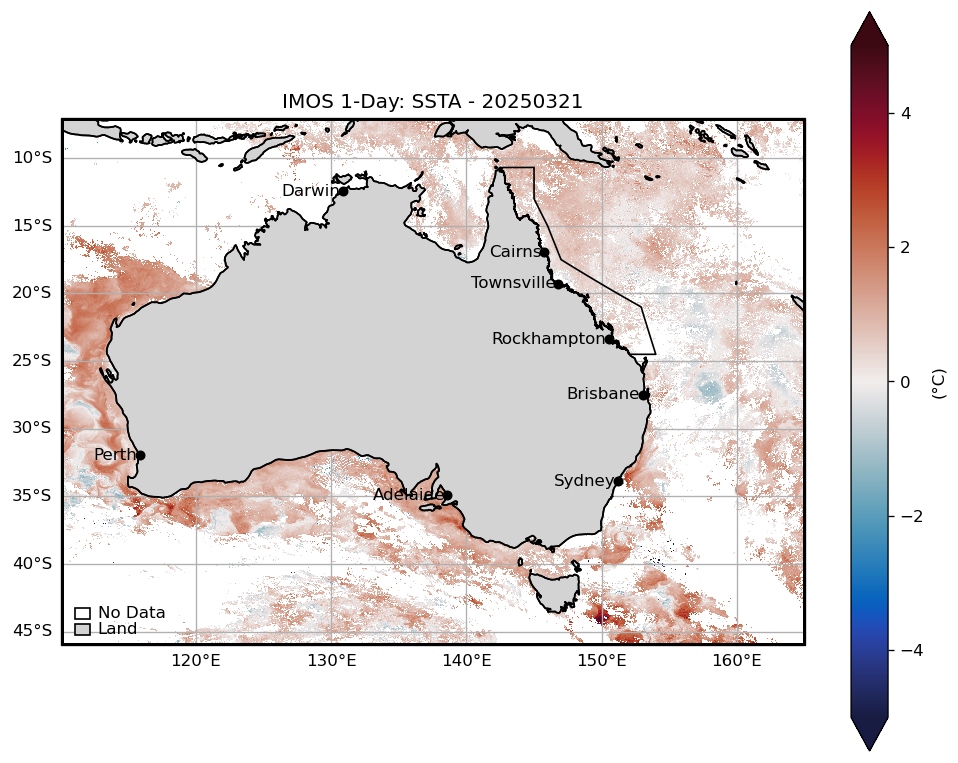 IMOS 1-Day: SSTA - 20250321
10°S
15°S
20°S
25°S
30°S
35°S
40°S
45°S
Darwin
Cairns
Townsville
Rockhampton
Brisbane
Perth
Sydney
Adelaide
No Data
Land
120°E
130°E
140°E
150°E
160°E
4
2
0
−2
−4
(°C)